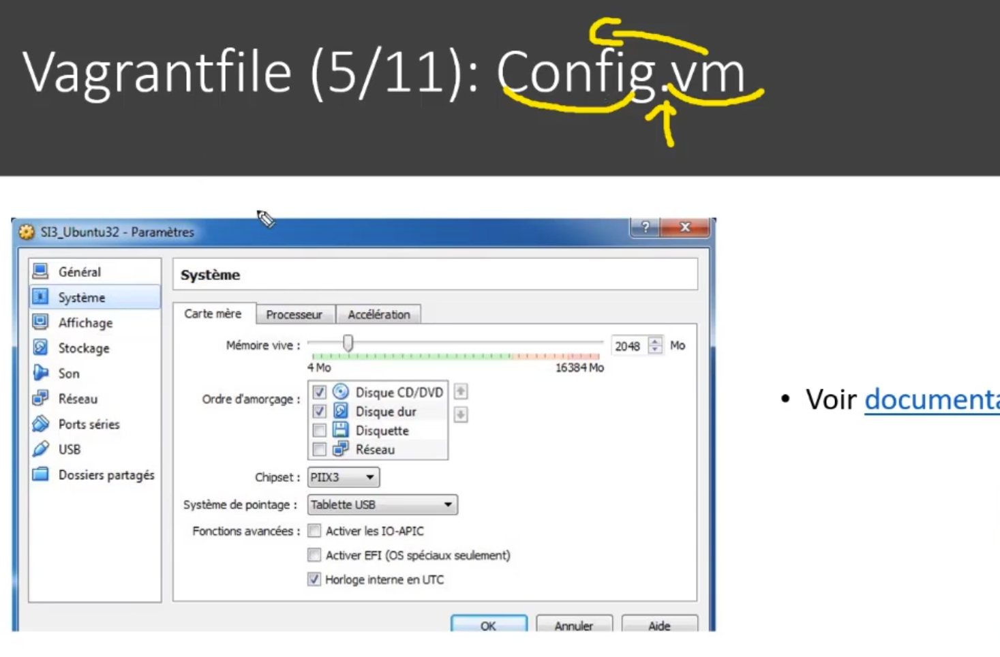 Vagrantfile (5/11): Config.vm
SI3_Ubuntu32 - Paramètres
?
Général
Système
Affichage
Stockage
Son
Réseau
Ports séries
USB
Dossiers partagés
Système
Carte mère
Processeur
Accélération
Mémoire vive :
2048
Mo
4 Mo
16384 Mo
Ordre d'amorçage :
Disque CD/DVD
Disque dur
Disquette
Réseau
Chipset :
PIIX3
Système de pointage :
Tablette USB
Fonctions avancées :
Activer les IO-APIC
Activer EFI (OS spéciaux seulement)
Horloge interne en UTC
OK
Annuler
Aide
• Voir